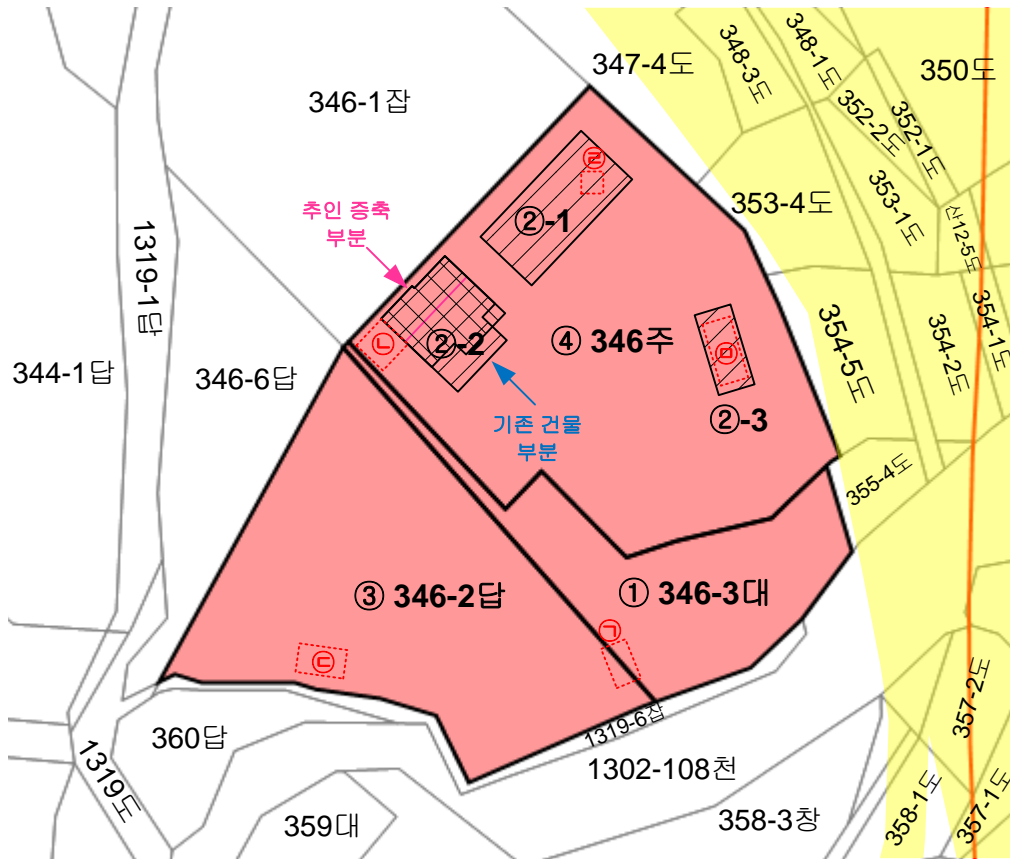 347-4도
348-3도
348-1도
350도
346-1잡
352-2도
352-1도
㉣
②-1
353-4도
353-1도
산12-5도
추인 증축
부분
1319-1답
354-5도
354-2도
354-1도
㉡
②-2
④ 346주
㉤
344-1답
346-6답
②-3
기존 건물
부분
355-4도
③ 346-2답
① 346-3대
㉠
㉢
357-2도
1319-6잡
360답
1319도
1302-108천
359대
358-3창
358-1도
357-1도